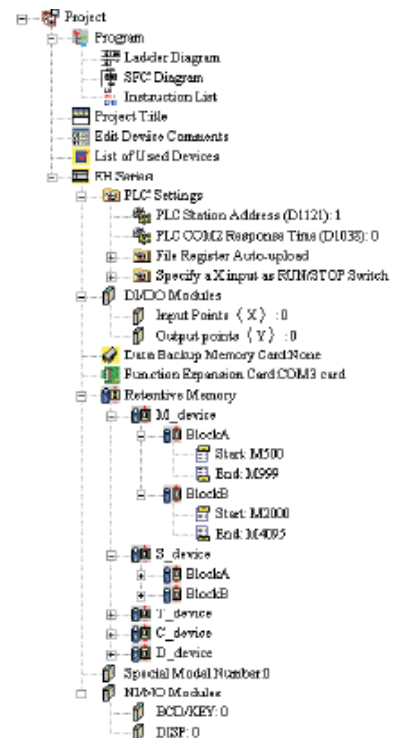 Project
Program
Ladder Diagram
SFC Diagram
Instruction List
Project Title
Edit Device Comments
List of Used Devices
EH Series
PLC Settings
PLC Station Address (D1121): 1
PLC COM2 Response Time (D1038): 0
File Register Auto-upload
Specify a X input as RUN/STOP Switch
DI/DO Modules
Input Points (X) :0
Output points (Y) :0
Data Backup Memory Card:None
Function Expansion Card:COM3 card
Retentive Memory
M_device
BlockA
Start: M500
End: M999
BlockB
Start: M2000
End: M4095
S_device
BlockA
BlockB
T_device
C_device
D_device
Special Model Number:0
NI/NO Modules
BCD/KEY: 0
DISP: 0